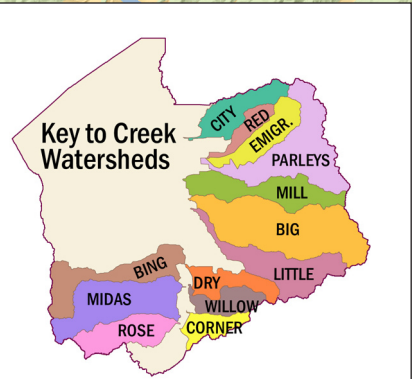 Key to Creek
Watersheds
CITY
RED
EMIGR.
PARLEYS
MILL
BIG
LITTLE
BING
DRY
MIDAS
WILLOW
ROSE
CORNER